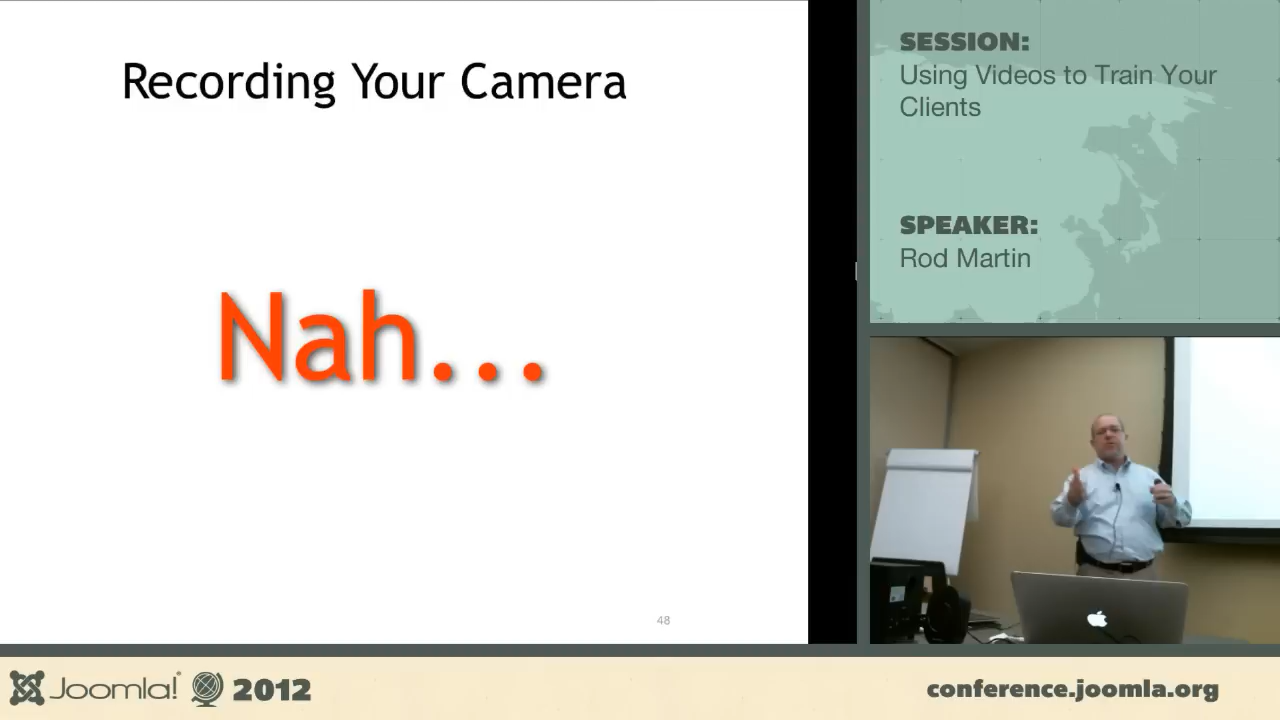 Recording Your Camera
Nah...
48
SESSION:
Using Videos to Train Your
Clients
SPEAKER:
Rod Martin
Joomla! 2012
conference.joomla.org